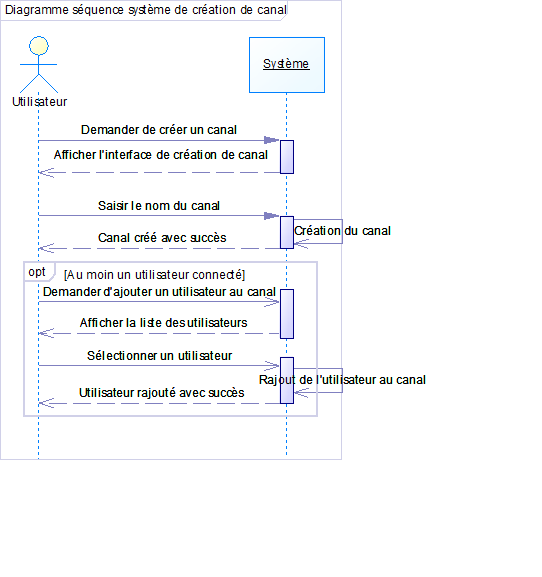 Diagramme séquence système de création de canal
Système
Utilisateur
Demander de créer un canal
Afficher l'interface de création de canal
Saisir le nom du canal
Création du canal
Canal créé avec succès
opt
[Au moin un utilisateur connecté]
Demander d'ajouter un utilisateur au canal
Afficher la liste des utilisateurs
Sélectionner un utilisateur
Rajout de l'utilisateur au canal
Utilisateur rajouté avec succès